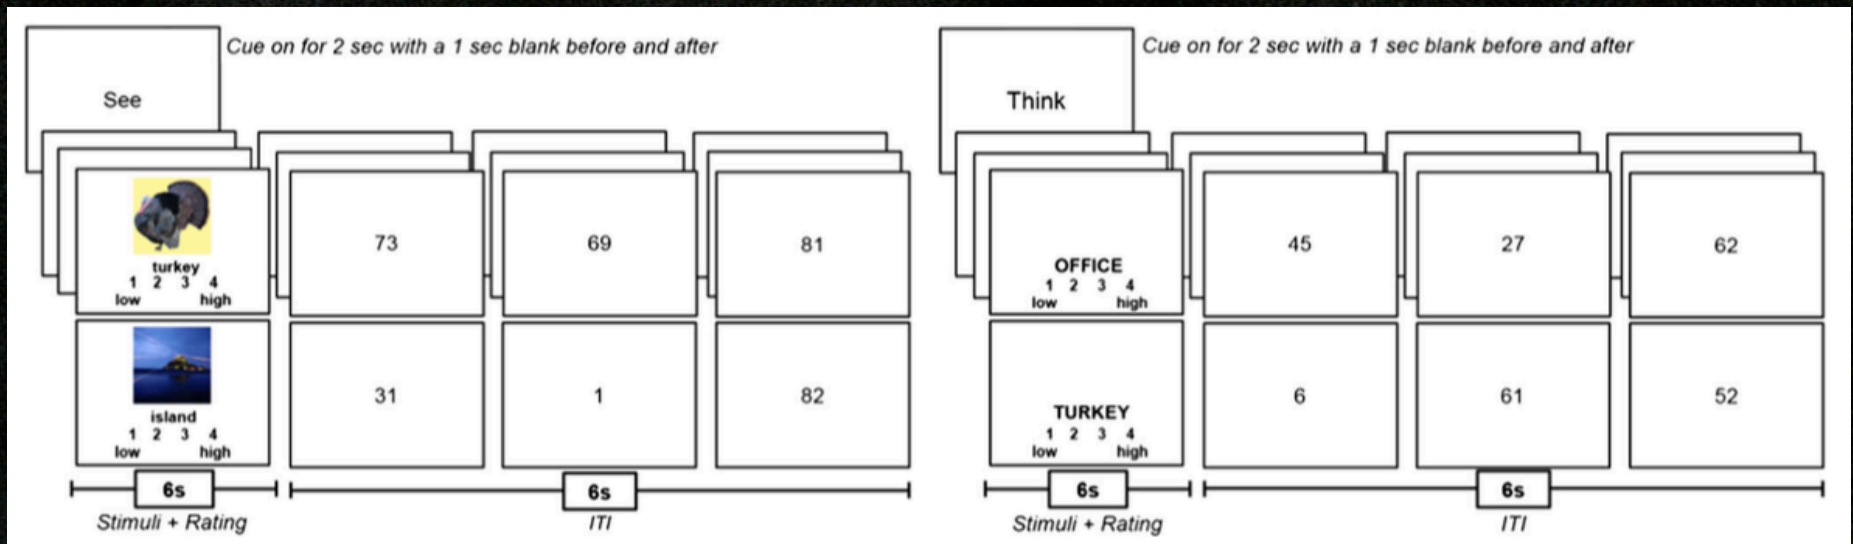 Cue on for 2 sec with a 1 sec blank before and after
See
turkey
1 2 3 4
low high
73
69
81
island
1 2 3 4
low high
31
1
82
6s
6s
Stimuli + Rating
ITI
Cue on for 2 sec with a 1 sec blank before and after
Think
OFFICE
1 2 3 4
low high
45
27
62
TURKEY
1 2 3 4
low high
6
61
52
6s
6s
Stimuli + Rating
ITI